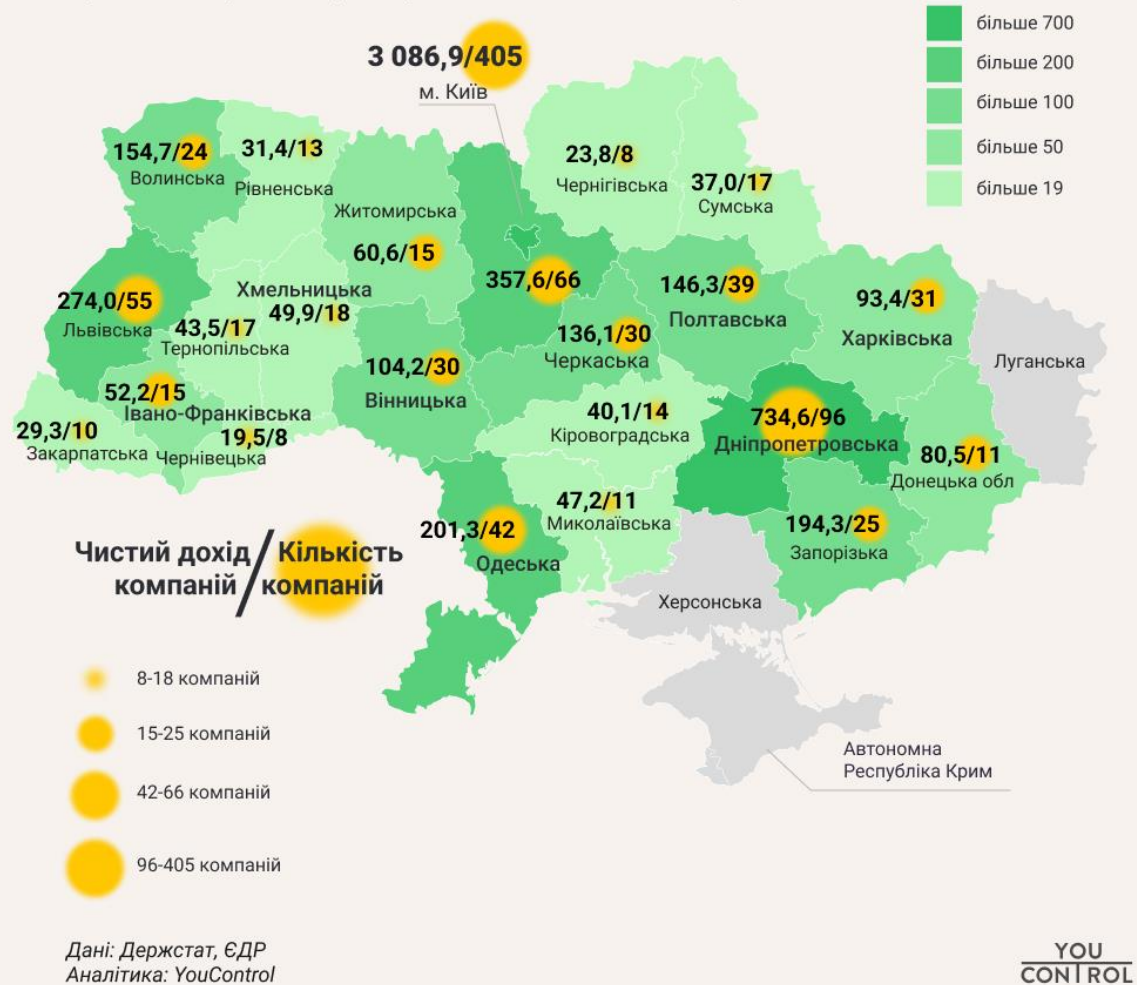 більше 700
більше 200
більше 100
більше 50
більше 19
3 086,9/405
м. Київ
154,7/24
Волинська
31,4/13
Рівненська
23,8/8
Чернігівська
37,0/17
Сумська
Житомирська
60,6/15
357,6/66
146,3/39
Полтавська
93,4/31
Харківська
Луганська
274,0/55
Львівська
Хмельницька
49,9/18
43,5/17
Тернопільська
136,1/30
Черкаська
104,2/30
Вінницька
52,2/15
Івано-Франківська
29,3/10
Закарпатська
19,5/8
Чернівецька
40,1/14
Кіровоградська
734,6/96
Дніпропетровська
80,5/11
Донецька обл
47,2/11
Миколаївська
194,3/25
Запорізька
201,3/42
Одеська
Херсонська
Автономна
Республіка Крим
Чистий дохід / Кількість
компаній / компаній
8-18 компаній
15-25 компаній
42-66 компаній
96-405 компаній
Дані: Держстат, ЄДР
Аналітика: YouControl
YOU
CONTROL